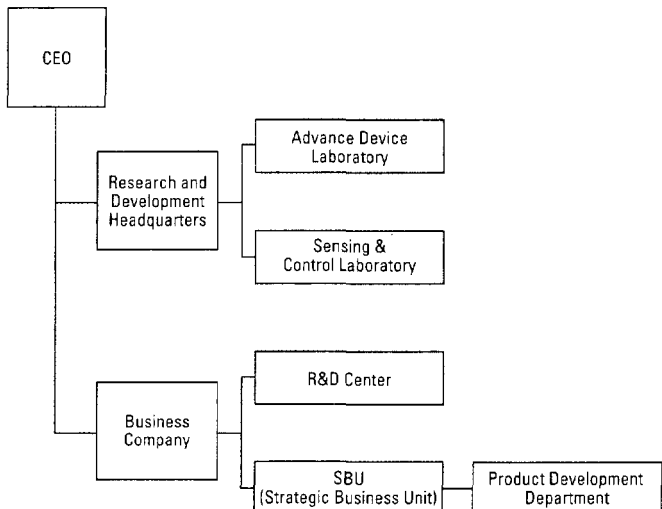 CEO
Research and
Development
Headquarters
Advance Device
Laboratory
Sensing &
Control Laboratory
Business
Company
R&D Center
SBU
(Strategic Business Unit)
Product Development
Department